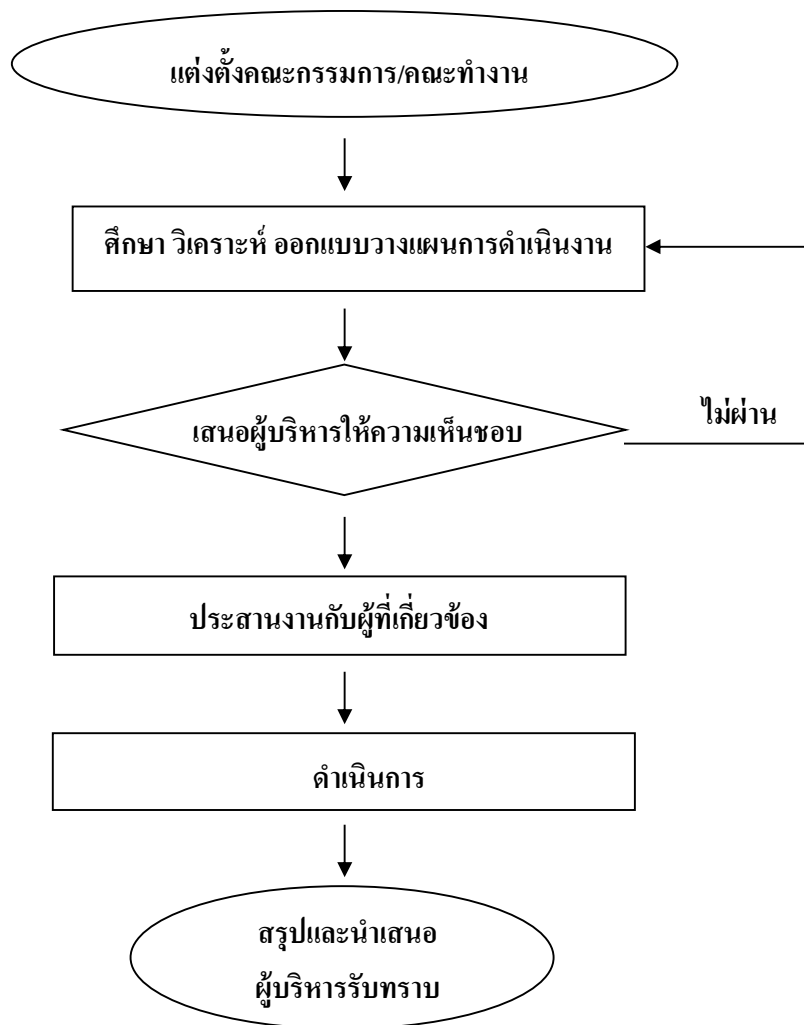 แต่งตั้งคณะกรรมการ/คณะทำงาน
ศึกษา วิเคราะห์ ออกแบบวางแผนการดำเนินงาน
เสนอผู้บริหารให้ความเห็นชอบ
ไม่ผ่าน
ประสานงานกับผู้ที่เกี่ยวข้อง
ดำเนินการ
สรุปและนำเสนอ
ผู้บริหารรับทราบ